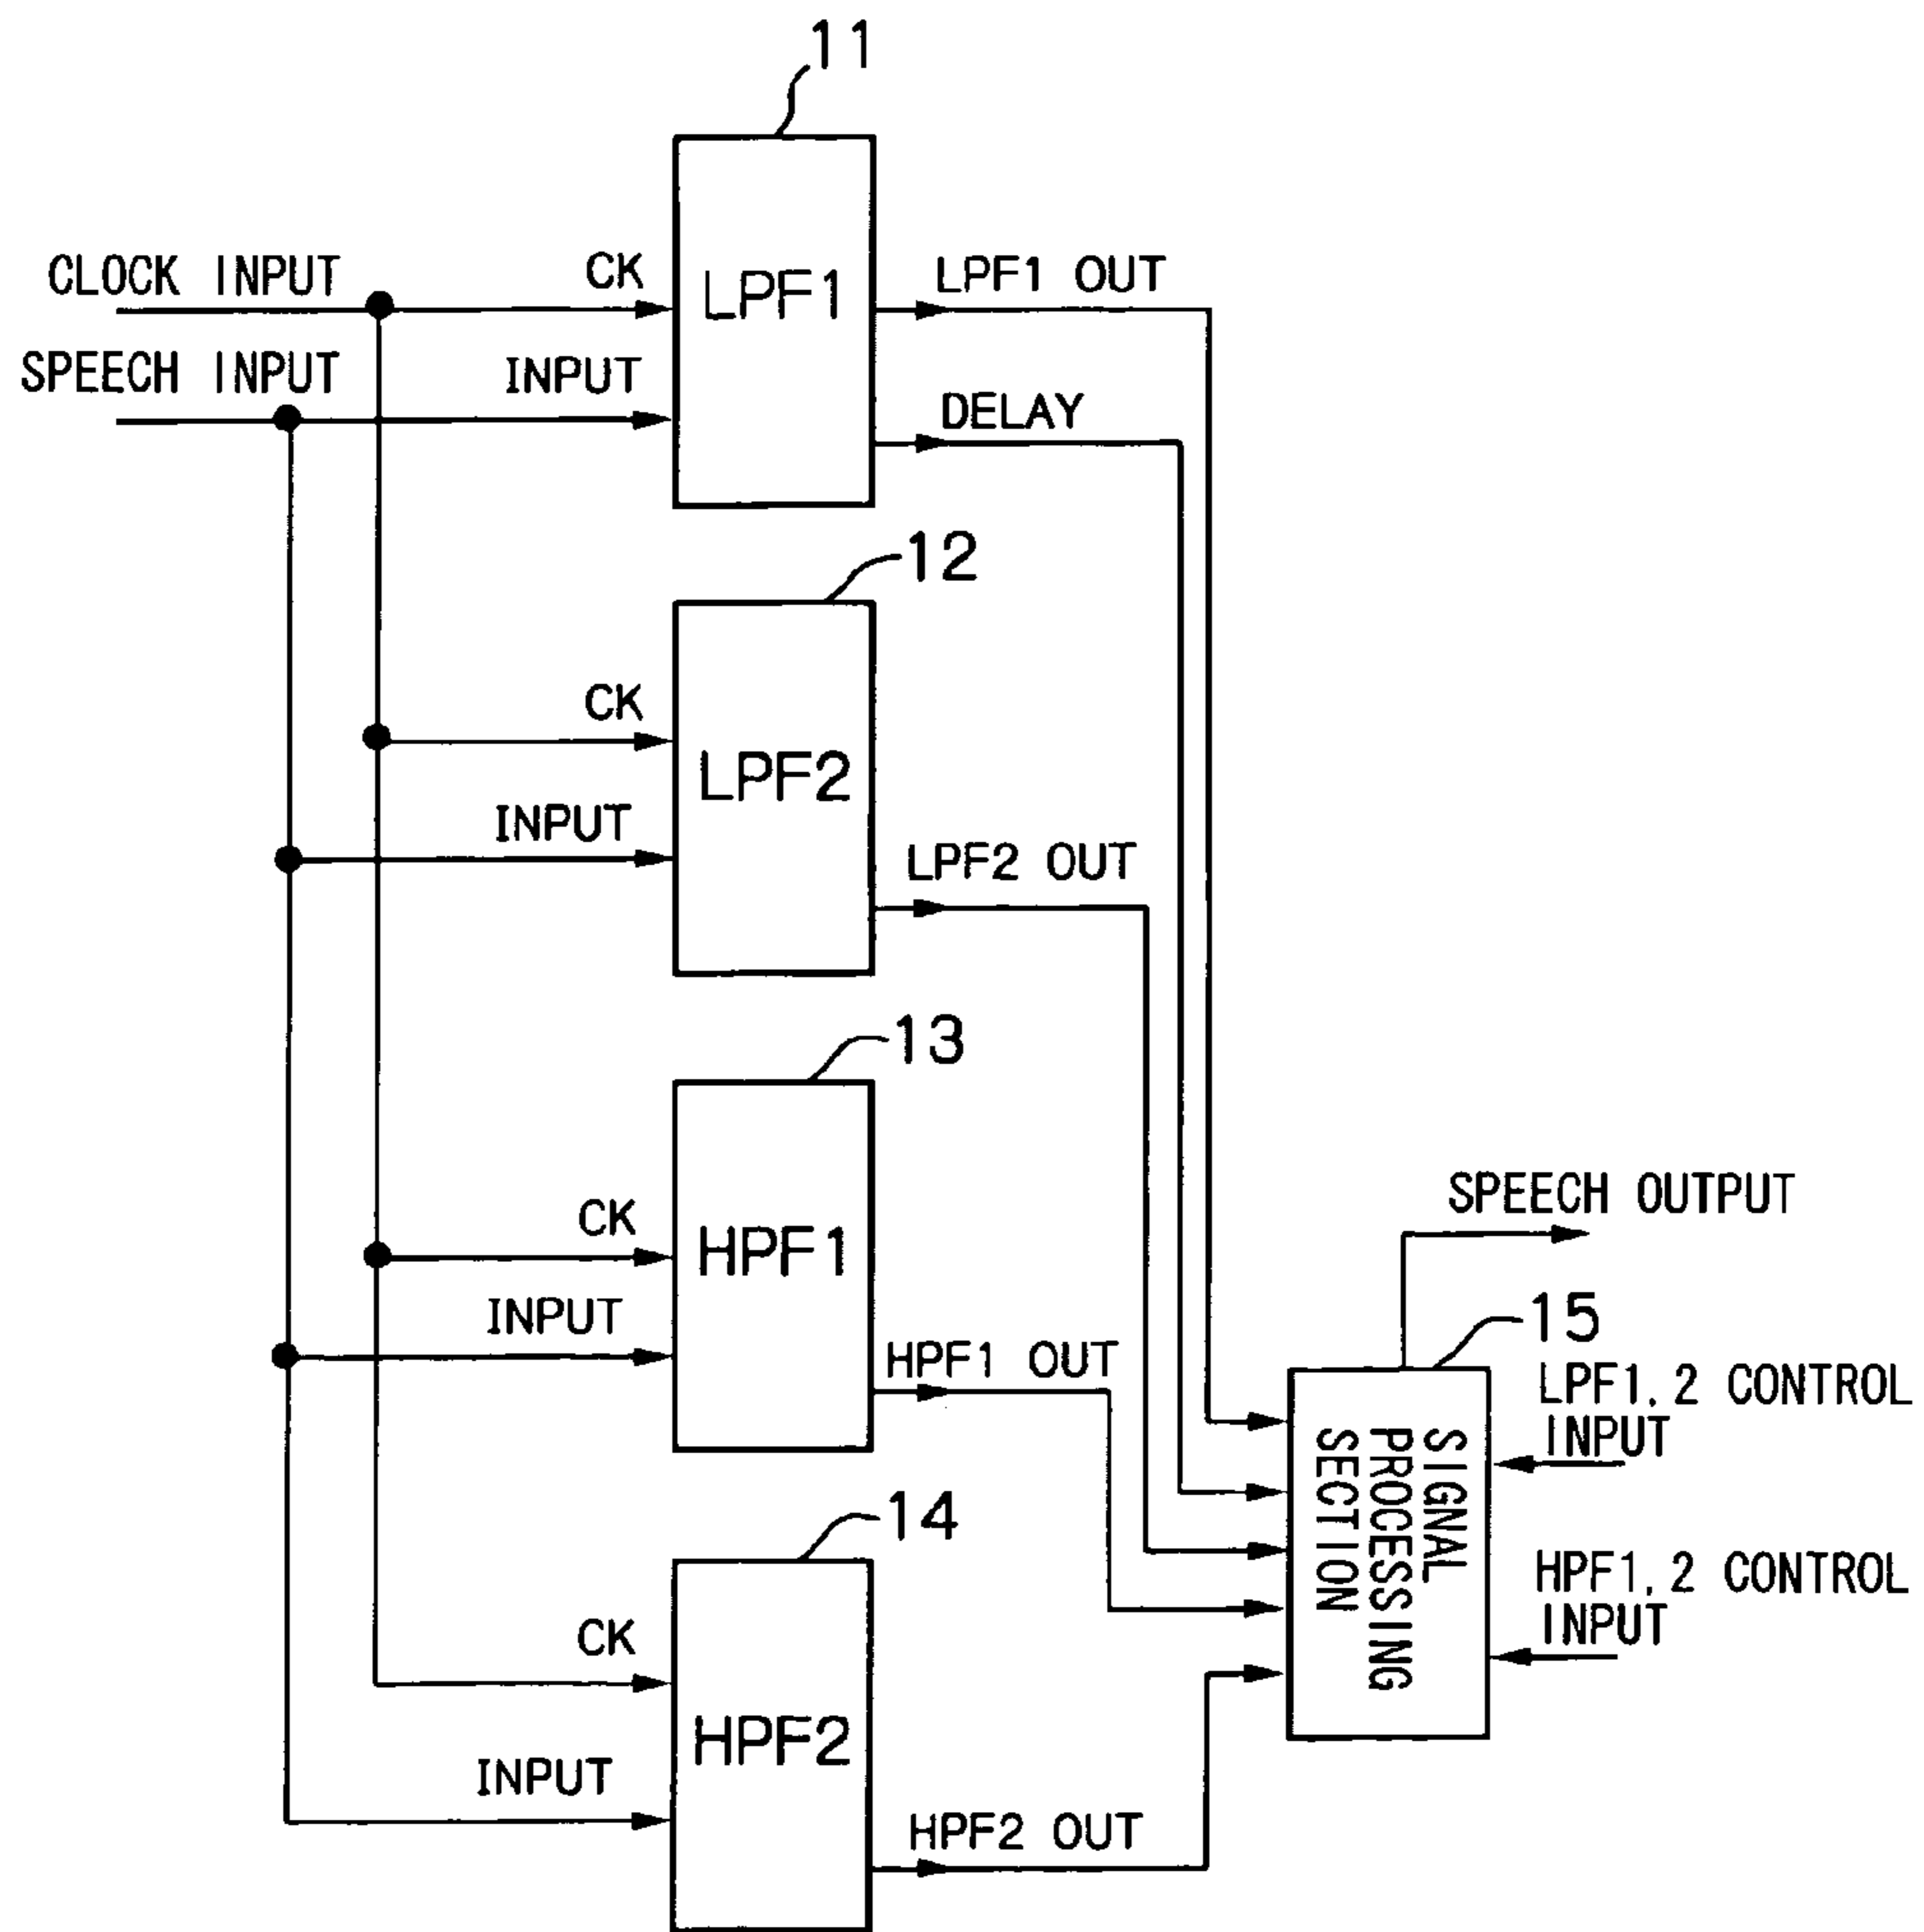 11
CLOCK INPUT
CK
LPF1
LPF1 OUT
SPEECH INPUT
INPUT
DELAY
12
CK
LPF2
INPUT
LPF2 OUT
13
CK
HPF1
INPUT
HPF1 OUT
SPEECH OUTPUT
15
LPF1, 2 CONTROL
INPUT
SIGNAL
PROCESSING
SECTION
14
HPF1, 2 CONTROL
INPUT
CK
HPF2
INPUT
HPF2 OUT